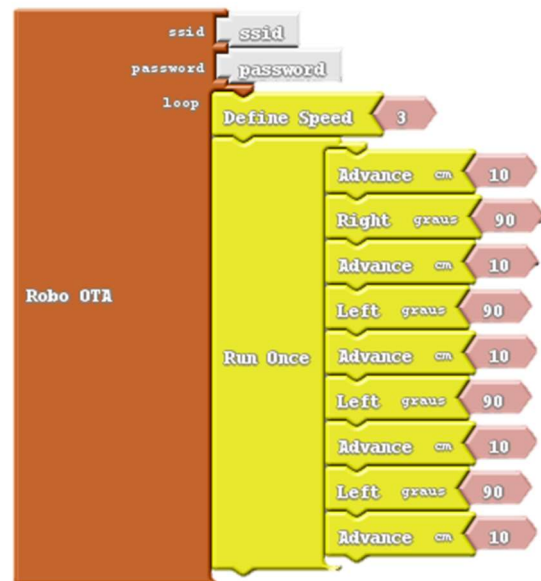 ssid ssid
password password
loop
Define Speed 3
Advance cm 10
Right graus 90
Advance cm 10
Robo OTA
Left graus 90
Run Once
Advance cm 10
Left graus 90
Advance cm 10
Left graus 90
Advance cm 10